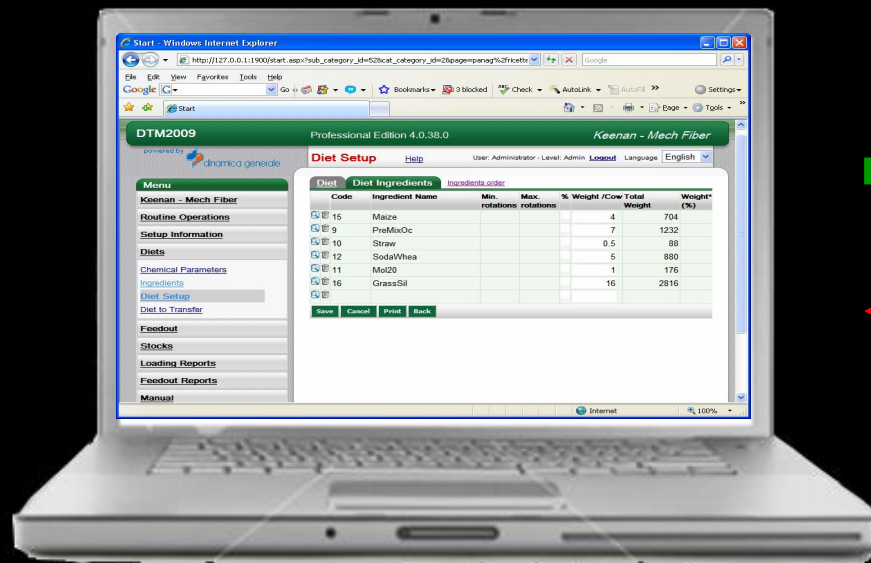 Start - Windows Internet Explorer
http://127.0.0.1:1900/start.aspx?sub_category_id=52&cat_category_id=2&page=panag%2fricette
Google
File Edit View Favorites Tools Help
Google Go Bookmarks 3 blocked Check AutoLink AutoFill Settings
Start Page Tools
DTM2009 Professional Edition 4.0.38.0 Keenan - Mech Fiber
powered by dinamica generale
Diet Setup Help User: Administrator - Level: Admin Logout Language English
Menu
Keenan - Mech Fiber
Routine Operations
Setup Information
Diets
Chemical Parameters
Ingredients
Diet Setup
Diet to Transfer
Feedout
Stocks
Loading Reports
Feedout Reports
Manual
Diet Diet Ingredients Ingredients order
Code Ingredient Name Min. rotations Max. rotations % Weight /Cow Total Weight Weight* (%)
15 Maize 4 704
9 PreMixOc 7 1232
10 Straw 0.5 88
12 SodaWhea 5 880
11 Mol20 1 176
16 GrassSil 16 2816
Save Cancel Print Back
Internet 100%